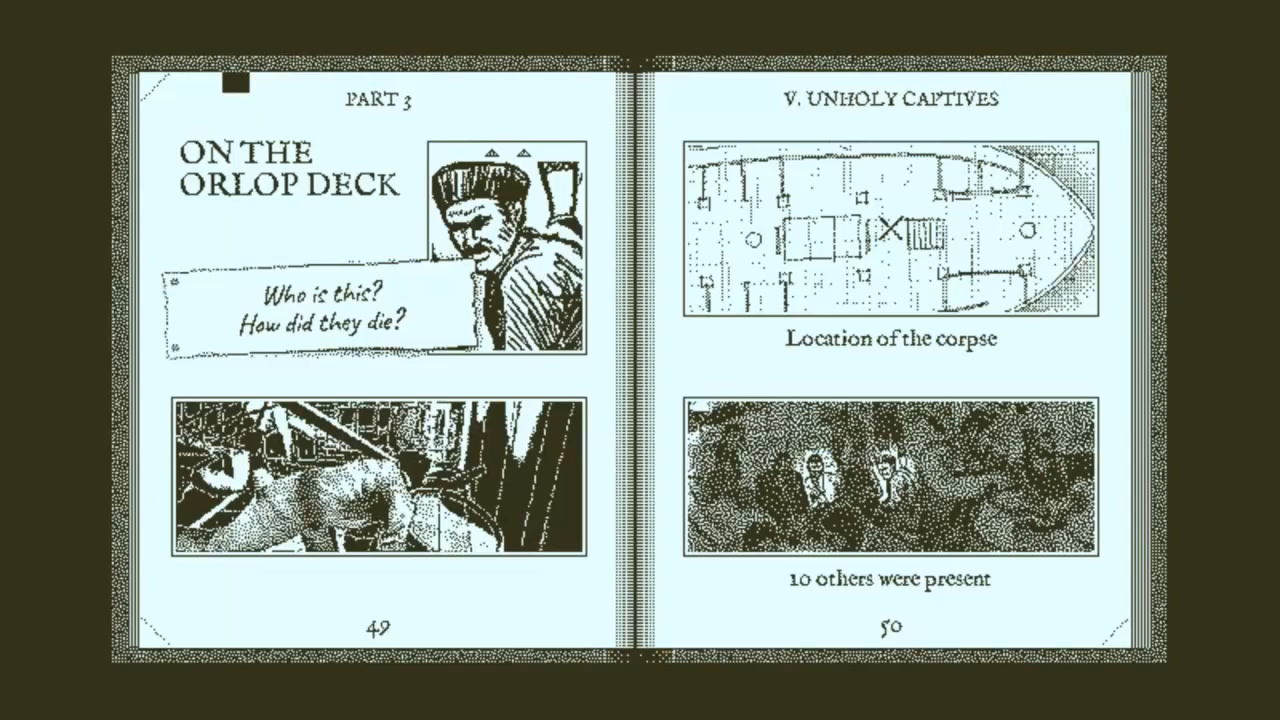 PART 3
ON THE
ORLOP DECK
Who is this?
How did they die?
49
V. UNHOLY CAPTIVES
Location of the corpse
10 others were present
50